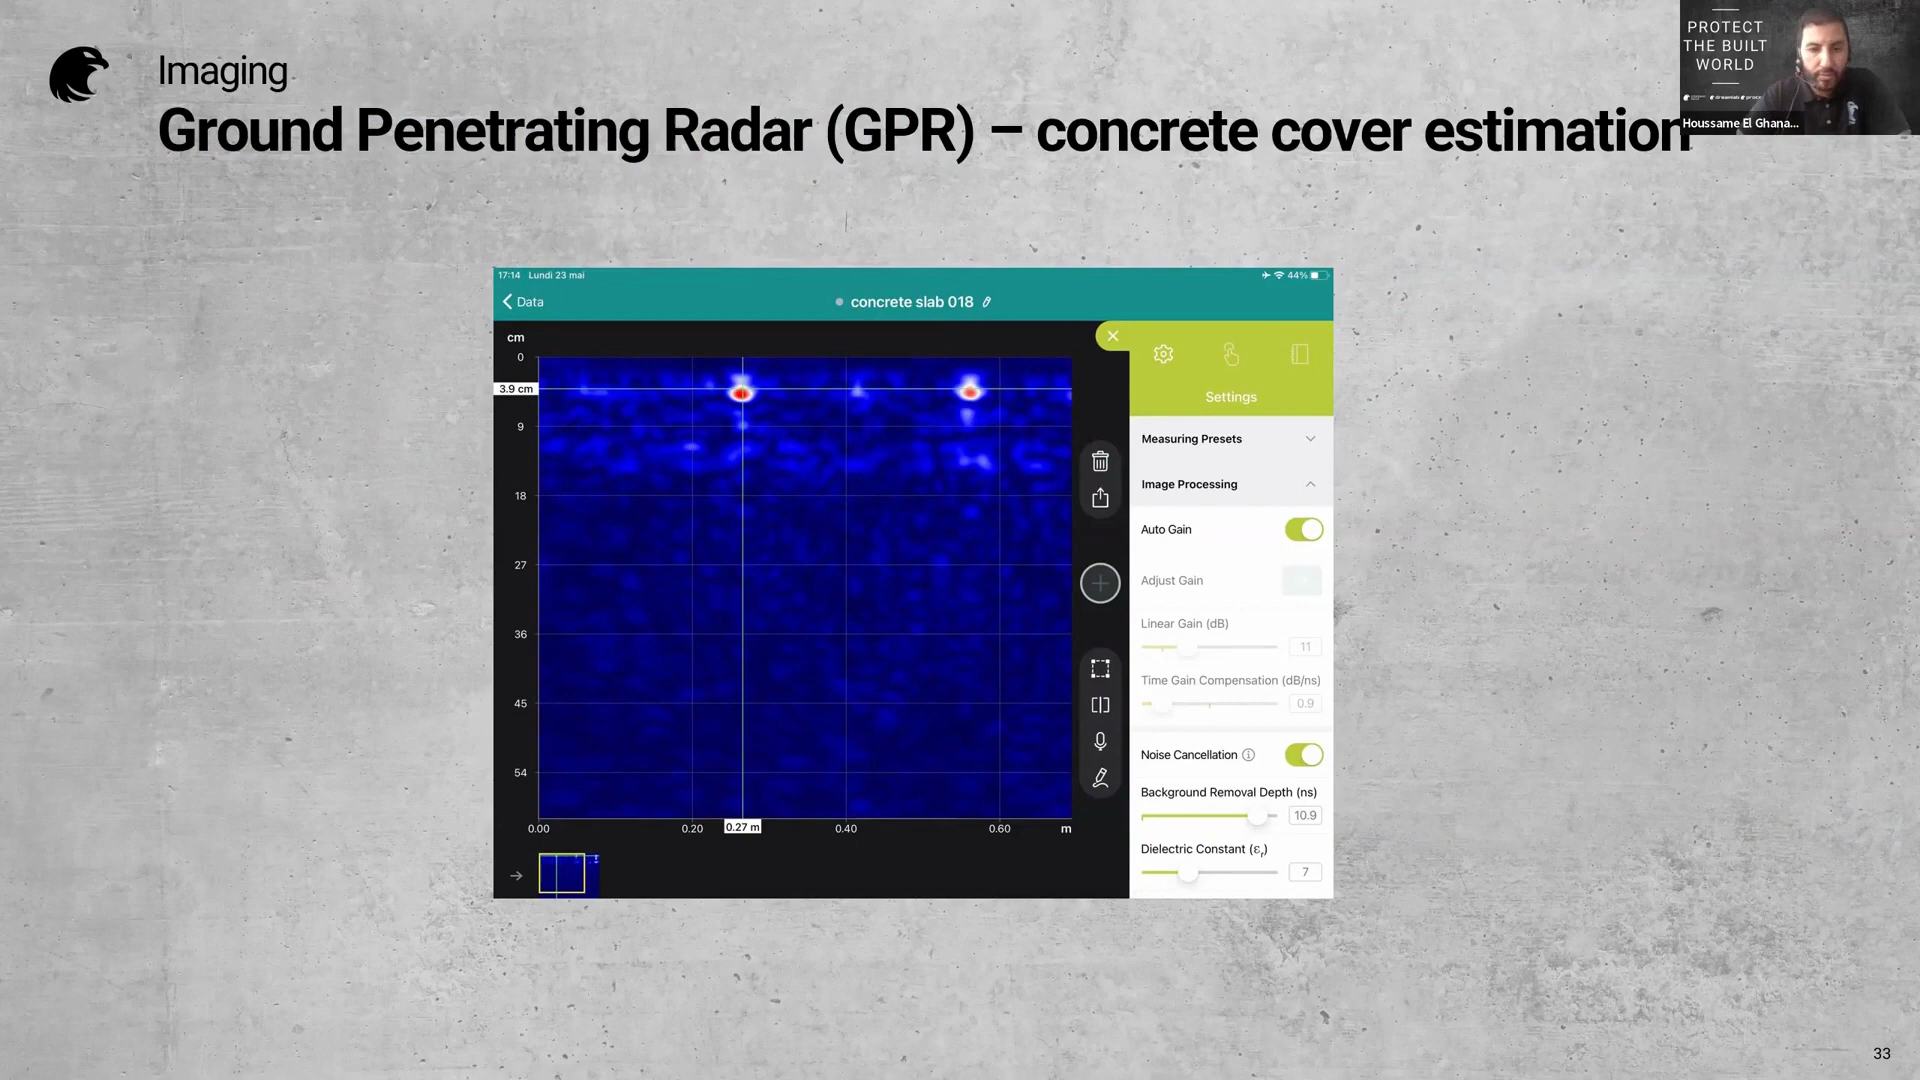 Imaging
Ground Penetrating Radar (GPR) – concrete cover estimation
PROTECT
THE BUILT
WORLD
Houssame El Ghana...
17:14 Lundi 23 mai
44%
Data
concrete slab 018
cm
0
3.9 cm
9
18
27
36
45
54
0.00
0.20
0.27 m
0.40
0.60
m
Settings
Measuring Presets
Image Processing
Auto Gain
Adjust Gain
Linear Gain (dB)
11
Time Gain Compensation (dB/ns)
0.9
Noise Cancellation
Background Removal Depth (ns)
10.9
Dielectric Constant (εr)
7
33